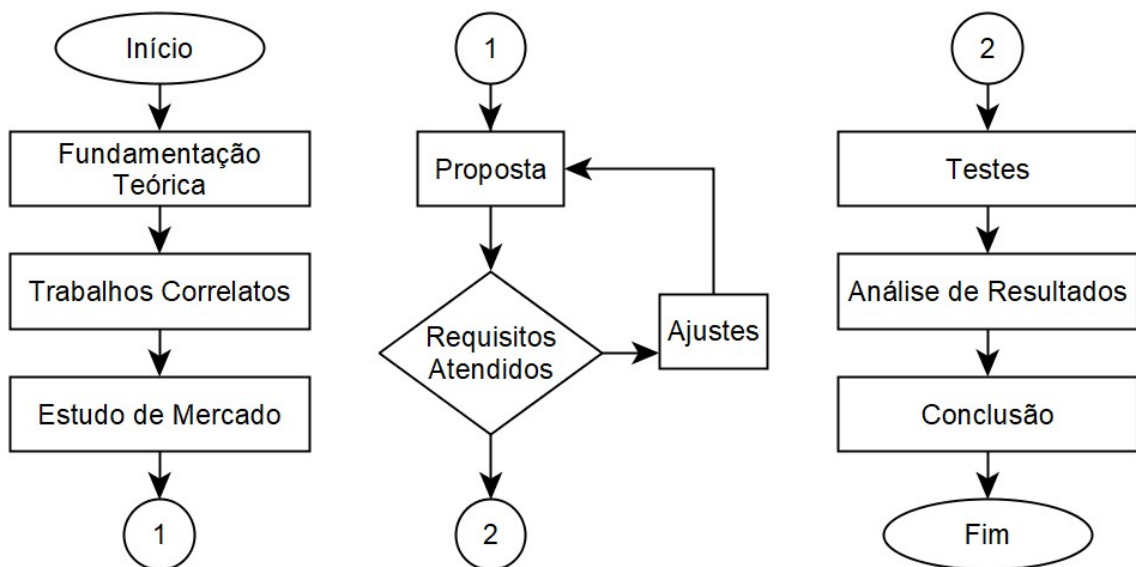 Início
Fundamentação
Teórica
Trabalhos Correlatos
Estudo de Mercado
1
1
Proposta
Requisitos
Atendidos
Ajustes
2
2
Testes
Análise de Resultados
Conclusão
Fim